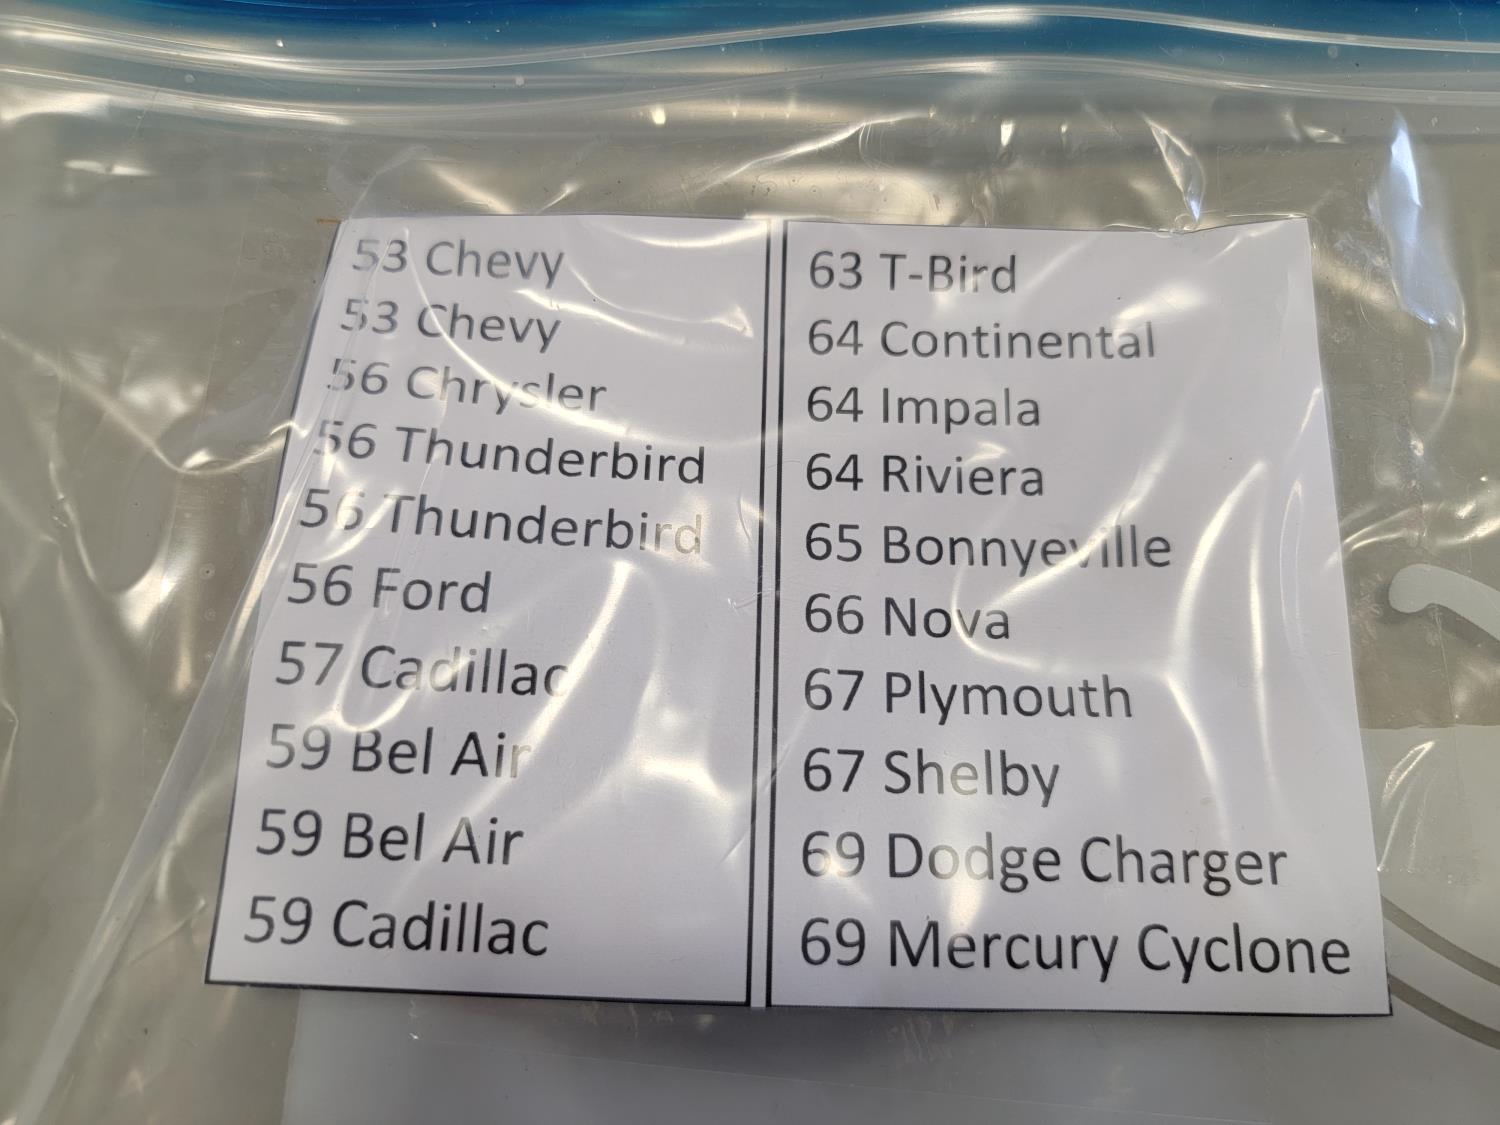 53 Chevy
53 Chevy
56 Chrysler
56 Thunderbird
56 Thunderbird
56 Ford
57 Cadillac
59 Bel Air
59 Bel Air
59 Cadillac
63 T-Bird
64 Continental
64 Impala
64 Riviera
65 Bonnyeville
66 Nova
67 Plymouth
67 Shelby
69 Dodge Charger
69 Mercury Cyclone